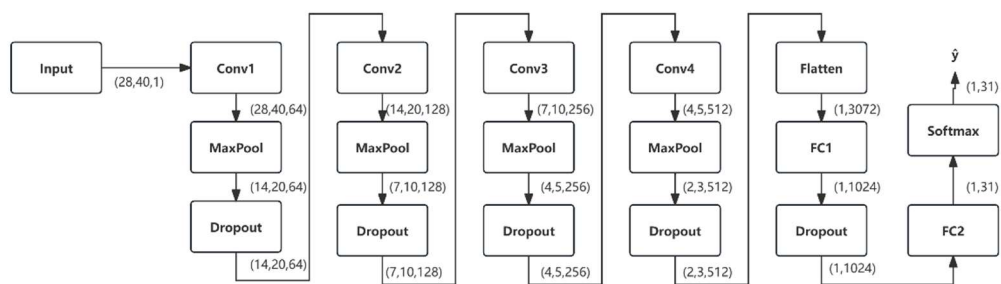 Input
(28,40,1)
Conv1
(28,40,64)
MaxPool
(14,20,64)
Dropout
(14,20,64)
Conv2
(14,20,128)
MaxPool
(7,10,128)
Dropout
(7,10,128)
Conv3
(7,10,256)
MaxPool
(4,5,256)
Dropout
(4,5,256)
Conv4
(4,5,512)
MaxPool
(2,3,512)
Dropout
(2,3,512)
Flatten
(1,3072)
FC1
(1,1024)
Dropout
(1,1024)
FC2
(1,31)
Softmax
(1,31)
ŷ